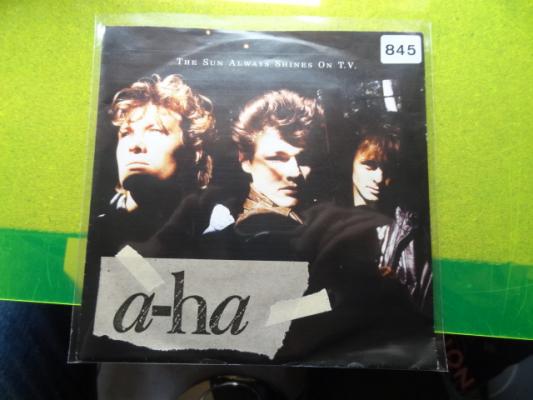 THE SUN ALWAYS SHINES ON T.V.
845
a-ha